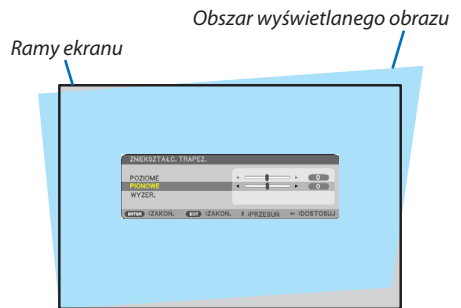 Obszar wyświetlanego obrazu
Ramy ekranu
ZNIEKSZTAŁC. TRAPEZ.
POZIOME 0
PIONOWE 0
WYZER.
ENTER :ZAKOŃ. EXIT :ZAKOŃ. :PRZESUŃ :DOSTOSUJ